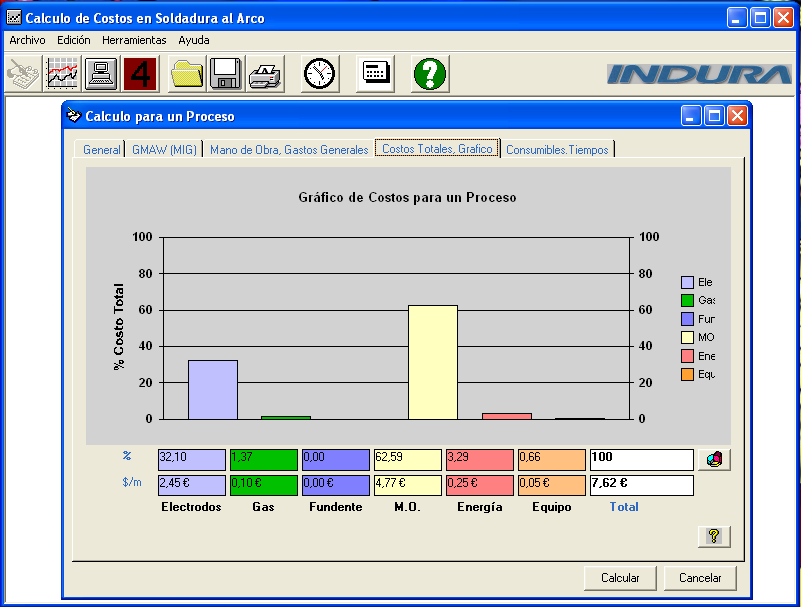 Calculo de Costos en Soldadura al Arco
Archivo Edición Herramientas Ayuda
4 ? INDURA
Calculo para un Proceso
General GMAW (MIG) Mano de Obra, Gastos Generales Costos Totales, Grafico Consumibles.Tiempos
Gráfico de Costos para un Proceso
% Costo Total
100 100
80 80
60 60
40 40
20 20
0 0
Ele
Gas
Fun
MO
Ene
Equ
% 32,10 1,37 0,00 62,59 3,29 0,66 100
$/m 2,45 € 0,10 € 0,00 € 4,77 € 0,25 € 0,05 € 7,62 €
Electrodos Gas Fundente M.O. Energía Equipo Total
?
Calcular Cancelar